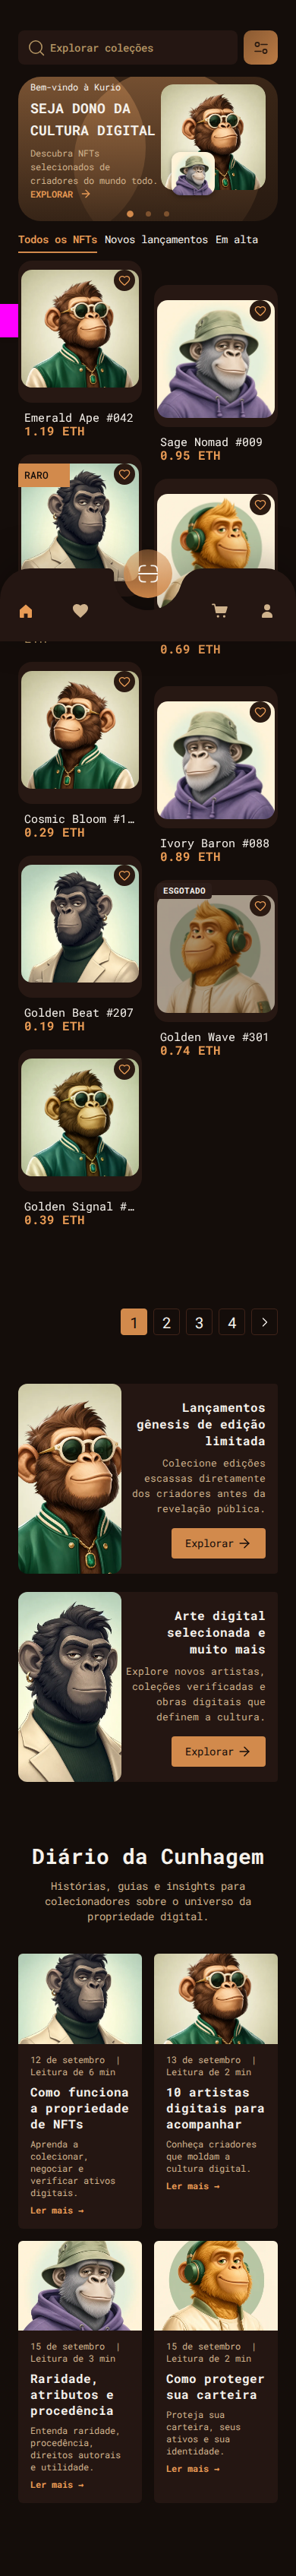 Explorar coleções
Bem-vindo à Kurio
SEJA DONO DA
CULTURA DIGITAL
Descubra NFTs
selecionados de
criadores do mundo todo.
EXPLORAR →
Todos os NFTs Novos lançamentos Em alta
Emerald Ape #042
1.19 ETH
Sage Nomad #009
0.95 ETH
RARO
0.69 ETH
Cosmic Bloom #1…
0.29 ETH
Ivory Baron #088
0.89 ETH
Golden Beat #207
0.19 ETH
ESGOTADO
Golden Wave #301
0.74 ETH
Golden Signal #…
0.39 ETH
1 2 3 4
Lançamentos
gênesis de edição
limitada
Colecione edições
escassas diretamente
dos criadores antes da
revelação pública.
Explorar →
Arte digital
selecionada e
muito mais
Explore novos artistas,
coleções verificadas e
obras digitais que
definem a cultura.
Explorar →
Diário da Cunhagem
Histórias, guias e insights para
colecionadores sobre o universo da
propriedade digital.
12 de setembro |
Leitura de 6 min
Como funciona
a propriedade
de NFTs
Aprenda a
colecionar,
negociar e
verificar ativos
digitais.
Ler mais →
13 de setembro |
Leitura de 2 min
10 artistas
digitais para
acompanhar
Conheça criadores
que moldam a
cultura digital.
Ler mais →
15 de setembro |
Leitura de 3 min
Raridade,
atributos e
procedência
Entenda raridade,
procedência,
direitos autorais
e utilidade.
Ler mais →
15 de setembro |
Leitura de 2 min
Como proteger
sua carteira
Proteja sua
carteira, seus
ativos e sua
identidade.
Ler mais →